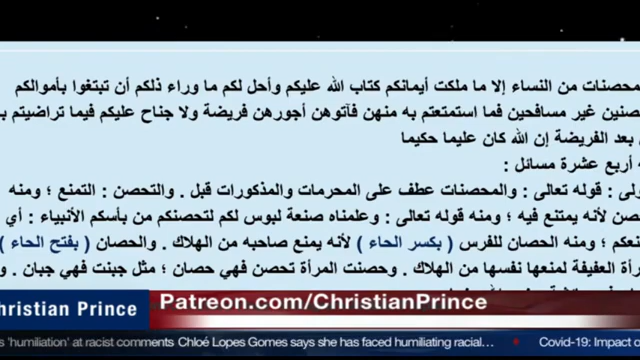 محصنات من النساء إلا ما ملكت أيمانكم كتاب الله عليكم وأحل لكم ما وراء ذلكم أن تبتغوا بأموالكم
حصنين غير مسافحين فما استمتعتم به منهن فآتوهن أجورهن فريضة ولا جناح عليكم فيما تراضيتم ب
بعد الفريضة إن الله كان عليما حكيما
أربع عشرة مسائل :
ولى : قوله تعالى : والمحصنات عطف على المحرمات والمذكورات قبل . والتحصن : التمنع ؛ ومنه
صن لأنه يمتنع فيه ؛ ومنه قوله تعالى : وعلمناه صنعة لبوس لكم لتحصنكم من بأسكم الأنبياء : أي
نعكم ؛ ومنه الحصان للفرس ( بكسر الحاء ) لأنه يمنع صاحبه من الهلاك . والحصان ( بفتح الحاء )
رأة العفيفة لمنعها نفسها من الهلاك . وحصنت المرأة تحصن فهي حصان ؛ مثل جبنت فهي جبان . و
hristian Prince
Patreon.com/ChristianPrince
s 'humiliation' at racist comments Chloé Lopes Gomes says she has faced humiliating racial... Covid-19: Impact o